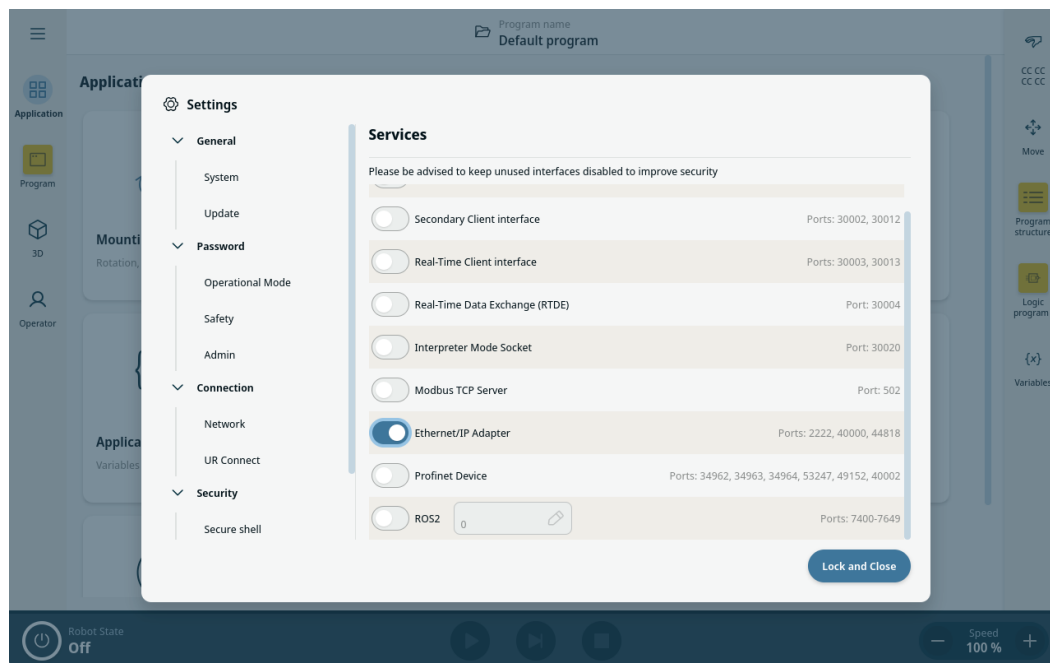 Program name
Default program
Applicati
Application
Program
3D
Operator
Mounti
Rotation,
Applica
Variables
Settings
General
System
Update
Password
Operational Mode
Safety
Admin
Connection
Network
UR Connect
Security
Secure shell
Services
Please be advised to keep unused interfaces disabled to improve security
Secondary Client interface
Ports: 30002, 30012
Real-Time Client interface
Ports: 30003, 30013
Real-Time Data Exchange (RTDE)
Port: 30004
Interpreter Mode Socket
Port: 30020
Modbus TCP Server
Port: 502
Ethernet/IP Adapter
Ports: 2222, 40000, 44818
Profinet Device
Ports: 34962, 34963, 34964, 53247, 49152, 40002
ROS2
0
Ports: 7400-7649
Lock and Close
CC CC
CC CC
Move
Program
structure
Logic
program
{x}
Variables
Robot State
Off
Speed
100 %